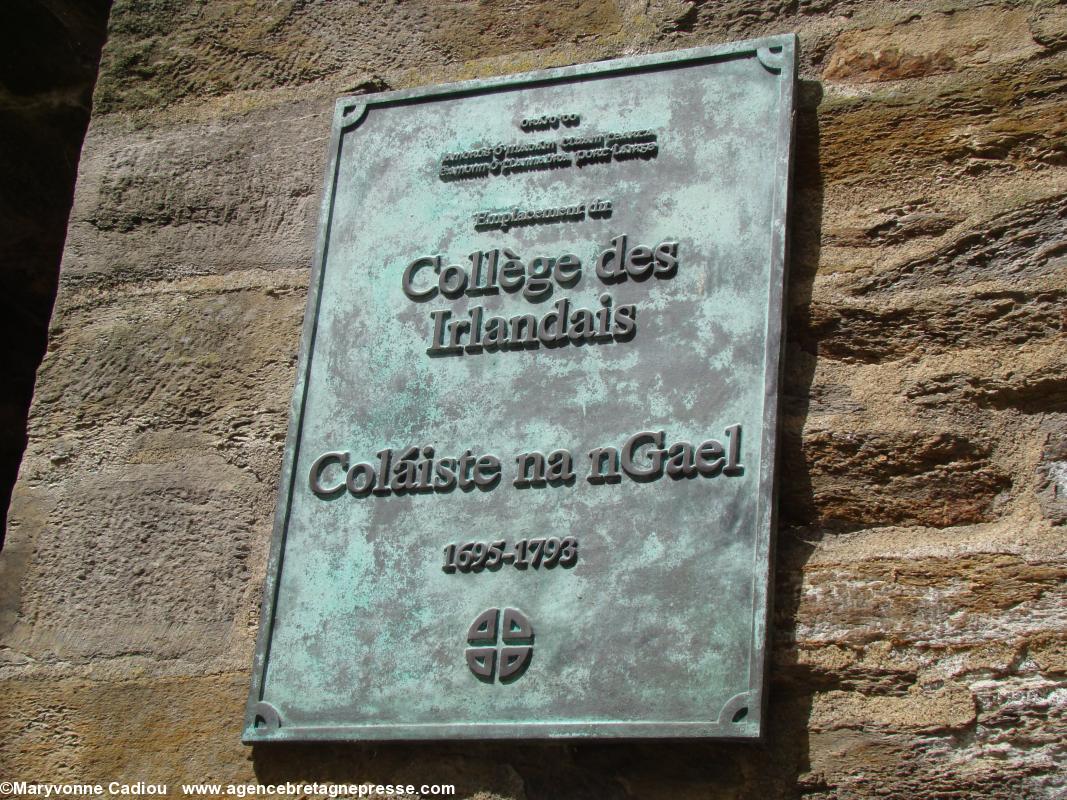 Emplacement du
Collège des
Irlandais
Coláiste na nGael
1695-1793
©Maryvonne Cadiou www.agencebretagnepresse.com